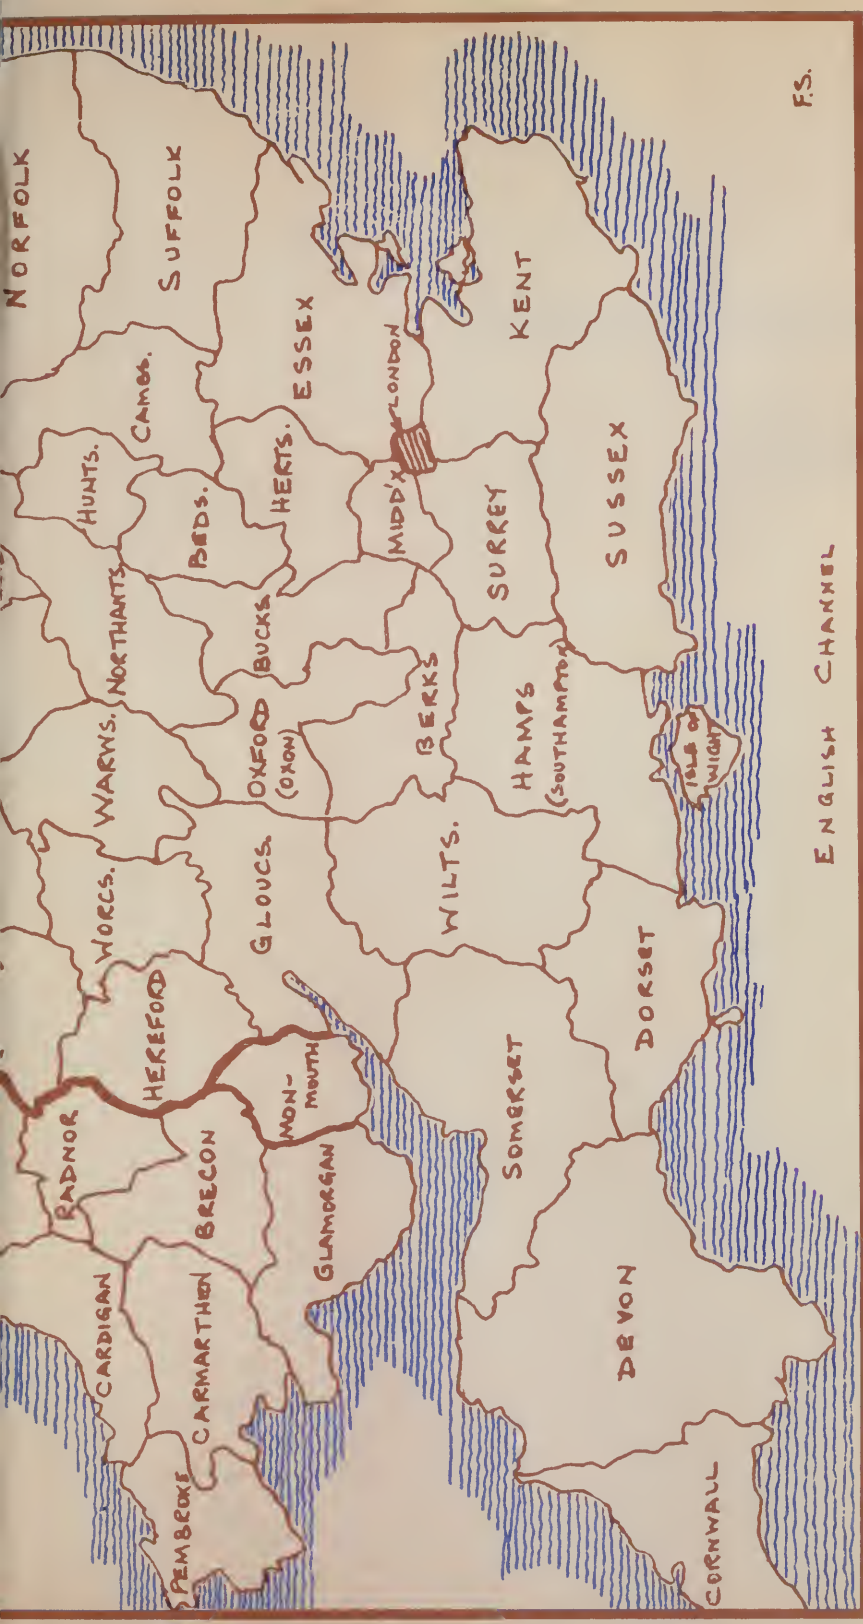 NORFOLK
SUFFOLK
CAMBS.
HUNTS.
BEDS.
HERTS.
ESSEX
LONDON
MIDD'X
KENT
SURREY
SUSSEX
NORTHANTS.
BUCKS.
WARWS.
OXFORD
(OXON)
BERKS
HAMPS
(SOUTHAMPTON)
ISLE OF
WIGHT
WORCS.
GLOUCS.
WILTS.
DORSET
SOMERSET
HEREFORD
MON-
MOUTH
RADNOR
BRECON
GLAMORGAN
CARDIGAN
CARMARTHEN
PEMBROKE
DEVON
CORNWALL
ENGLISH CHANNEL
F.S.